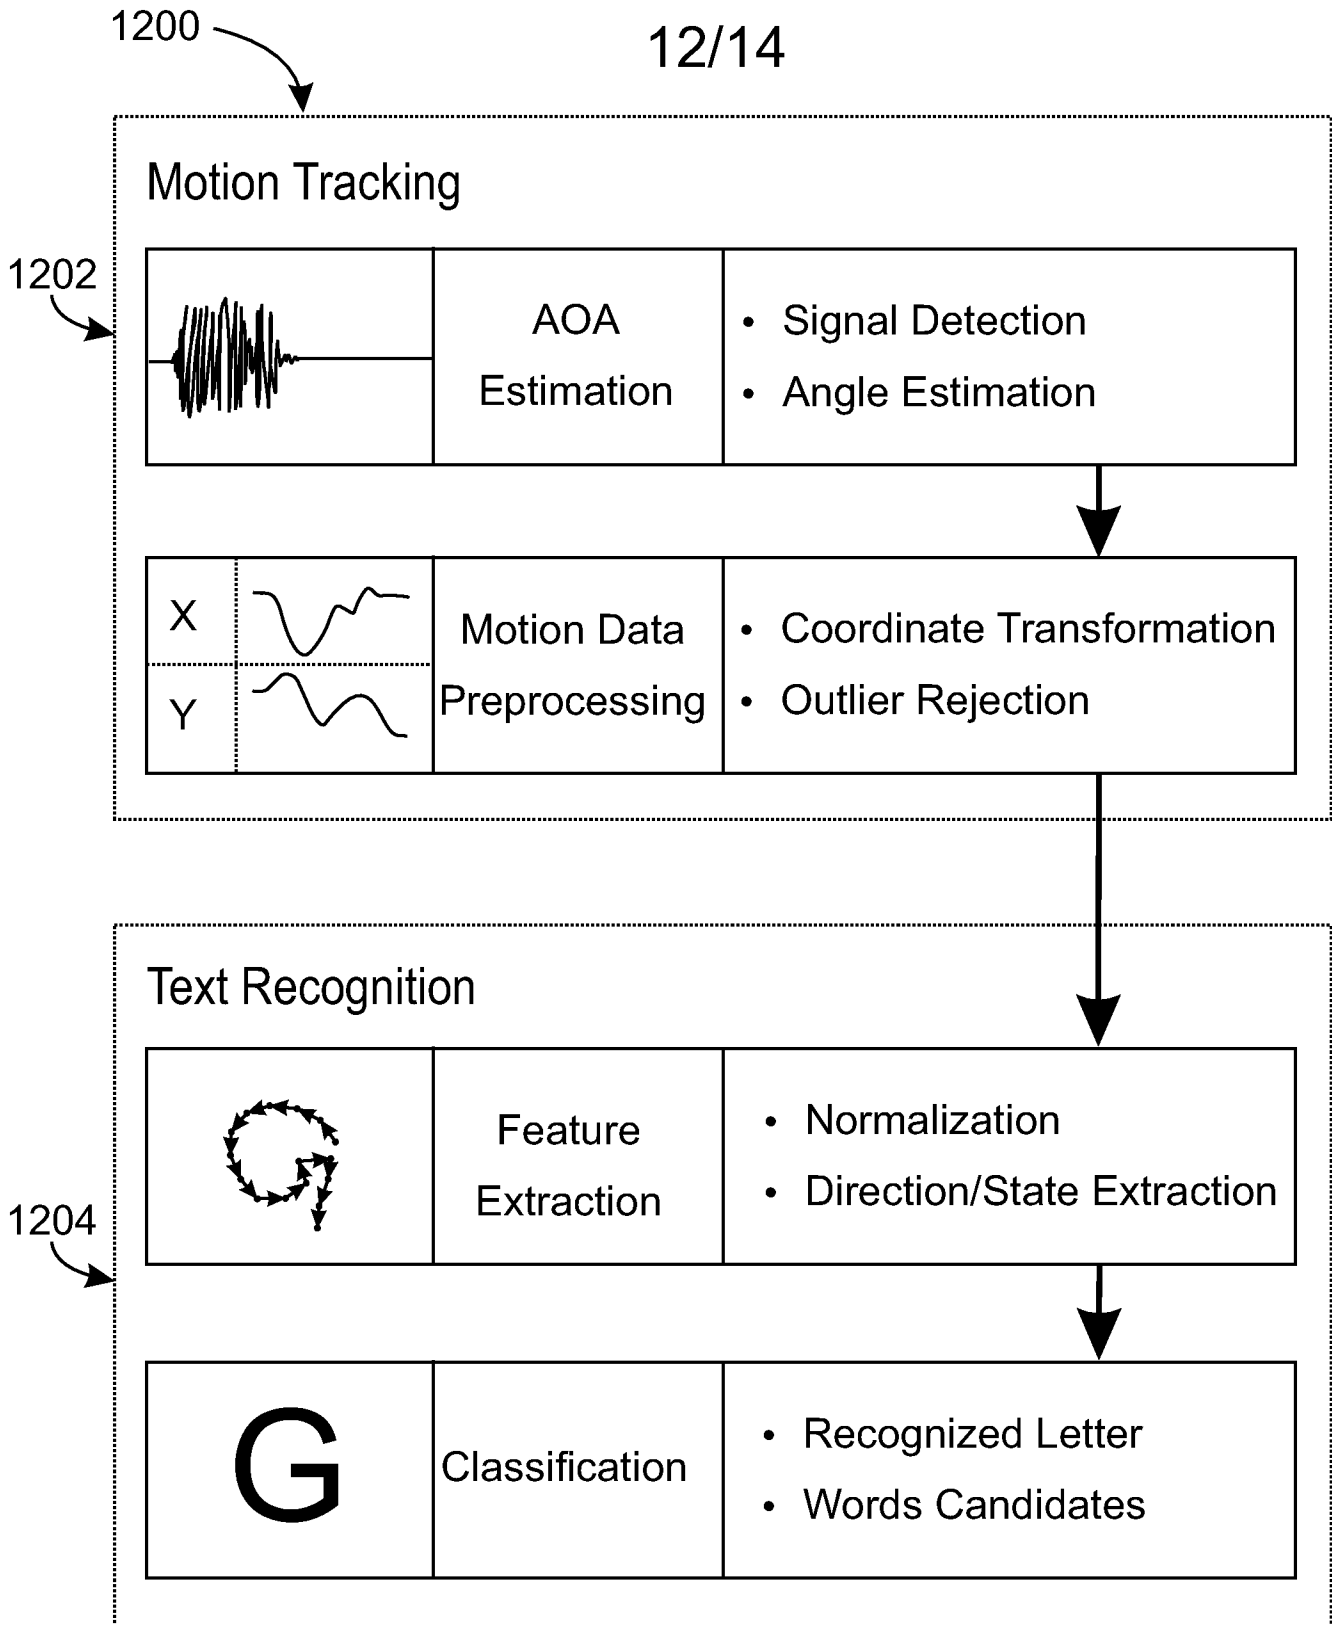 1200
12/14
Motion Tracking
1202
AOA
Estimation
• Signal Detection
• Angle Estimation
X
Y
Motion Data
Preprocessing
• Coordinate Transformation
• Outlier Rejection
Text Recognition
1204
Feature
Extraction
• Normalization
• Direction/State Extraction
G
Classification
• Recognized Letter
• Words Candidates